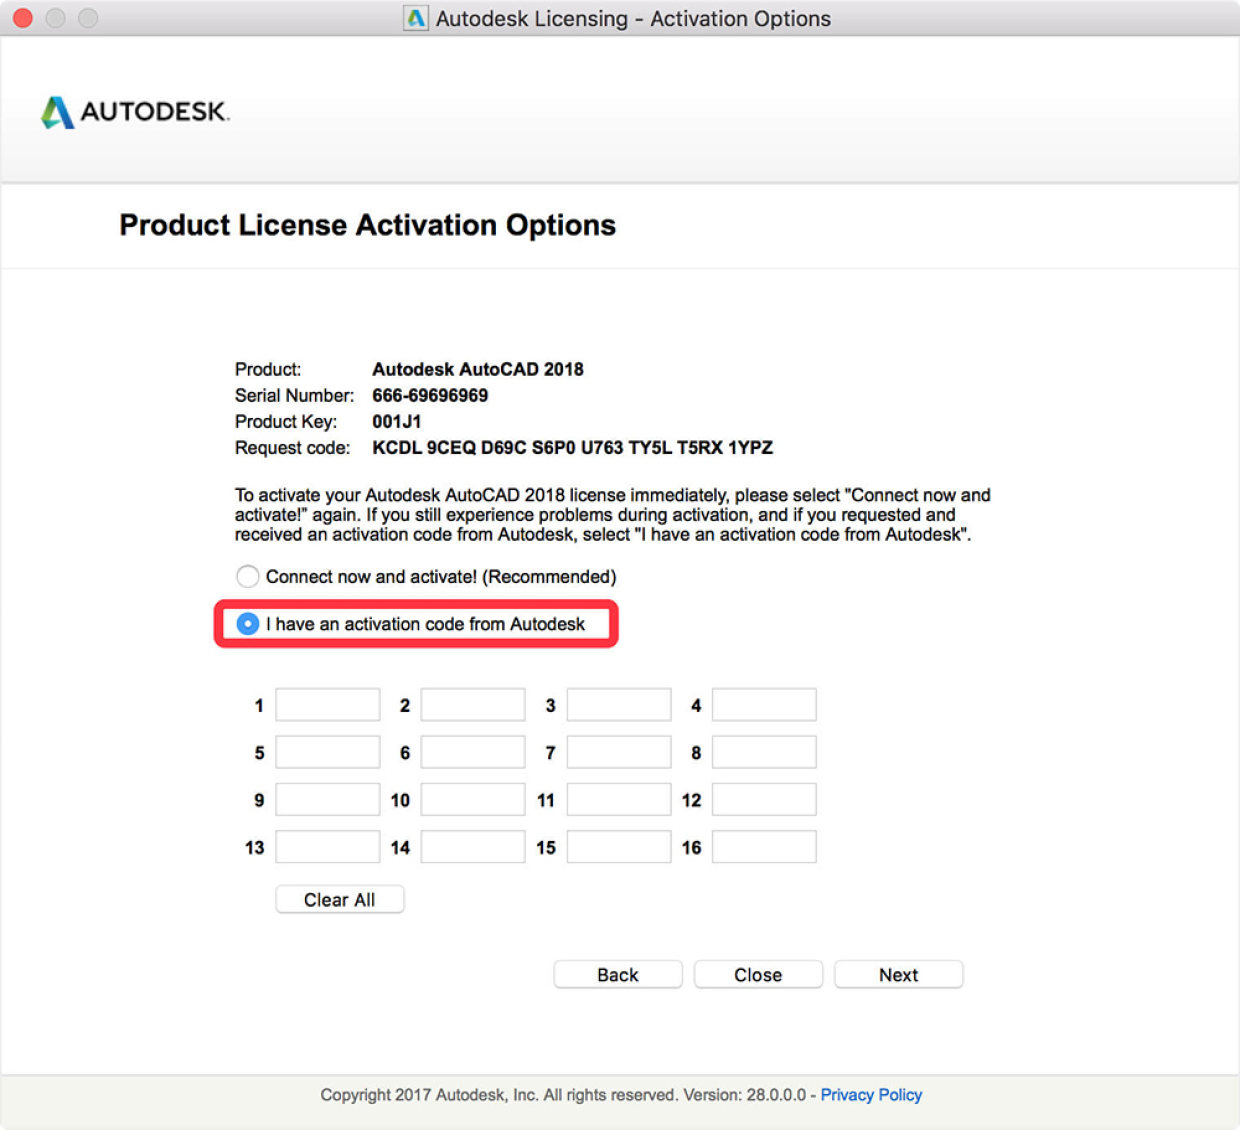 Autodesk Licensing - Activation Options
AUTODESK.
Product License Activation Options
Product: Autodesk AutoCAD 2018
Serial Number: 666-69696969
Product Key: 001J1
Request code: KCDL 9CEQ D69C S6P0 U763 TY5L T5RX 1YPZ
To activate your Autodesk AutoCAD 2018 license immediately, please select "Connect now and
activate!" again. If you still experience problems during activation, and if you requested and
received an activation code from Autodesk, select "I have an activation code from Autodesk".
Connect now and activate! (Recommended)
I have an activation code from Autodesk
1 2 3 4
5 6 7 8
9 10 11 12
13 14 15 16
Clear All
Back Close Next
Copyright 2017 Autodesk, Inc. All rights reserved. Version: 28.0.0.0 - Privacy Policy